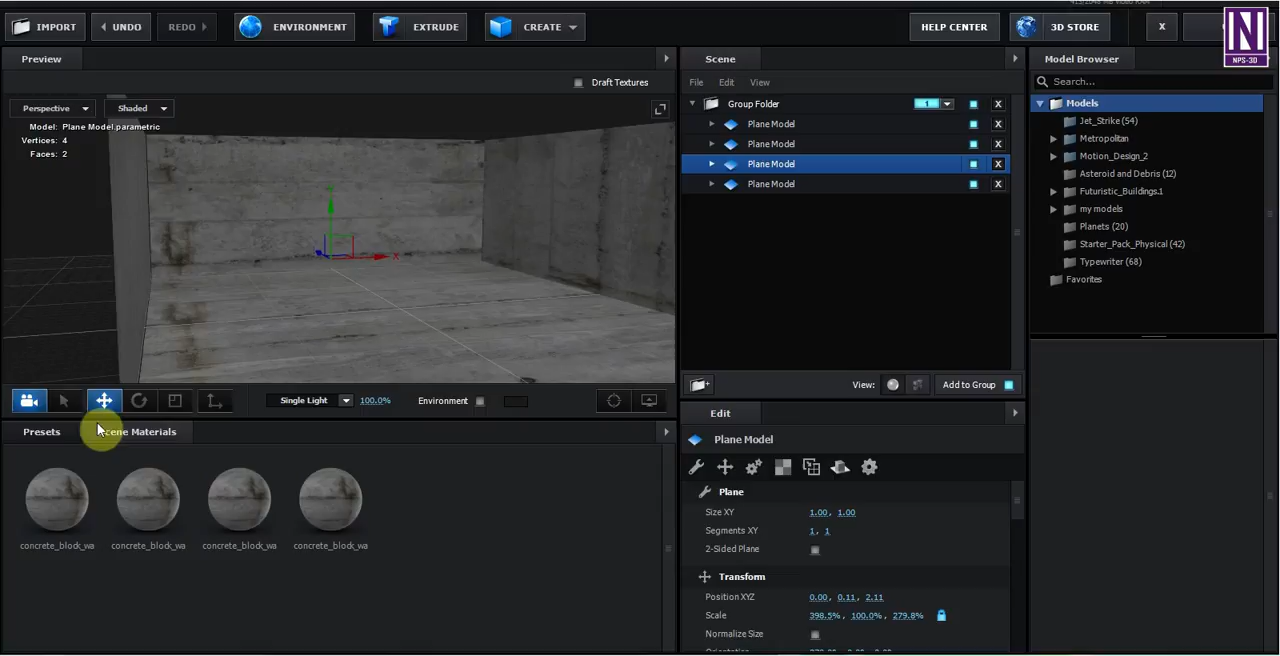 IMPORT
UNDO
REDO
ENVIRONMENT
EXTRUDE
CREATE
HELP CENTER
3D STORE
X
NPS-3D
Preview
Scene
Model Browser
Draft Textures
File Edit View
Search...
Perspective
Shaded
Model: Plane Model parametric
Vertices: 4
Faces: 2
X
Group Folder 1 X
Plane Model X
Plane Model X
Plane Model X
Plane Model X
Models
Jet_Strike (54)
Metropolitan
Motion_Design_2
Asteroid and Debris (12)
Futuristic_Buildings.1
my models
Planets (20)
Starter_Pack_Physical (42)
Typewriter (68)
Favorites
View:
Add to Group
Single Light
100.0%
Environment
Presets
Scene Materials
concrete_block_wa
concrete_block_wa
concrete_block_wa
concrete_block_wa
Edit
Plane Model
Plane
Size XY 1.00, 1.00
Segments XY 1, 1
2-Sided Plane
Transform
Position XYZ 0.00, 0.11, 2.11
Scale 398.5%, 100.0%, 279.8%
Normalize Size